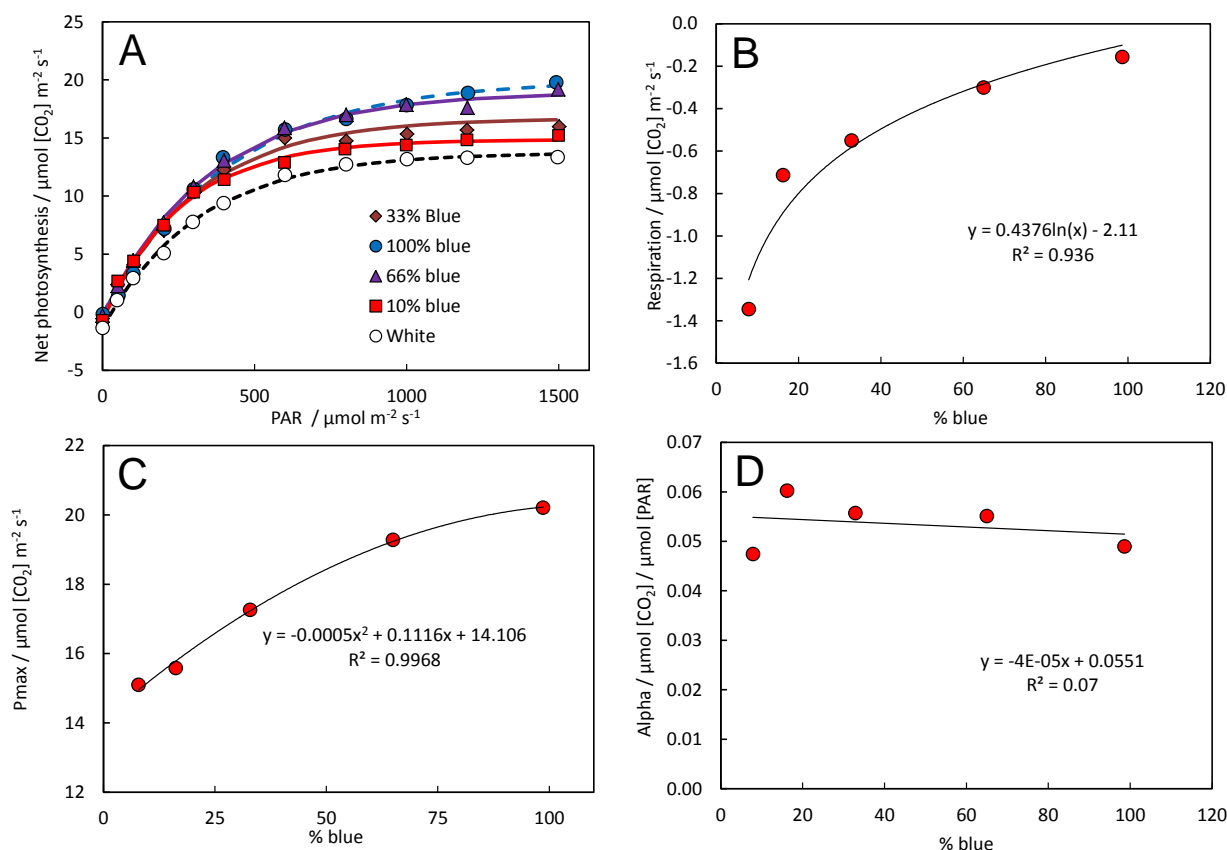 A
Net photosynthesis / µmol [CO₂] m⁻² s⁻¹
25
20
15
10
5
0
-5
0 500 1000 1500
PAR / µmol m⁻² s⁻¹
33% Blue
100% blue
66% blue
10% blue
White
B
Respiration / µmol [CO₂] m⁻² s⁻¹
0.0
-0.2
-0.4
-0.6
-0.8
-1.0
-1.2
-1.4
-1.6
0 20 40 60 80 100 120
% blue
y = 0.4376ln(x) - 2.11
R² = 0.936
C
Pmax / µmol [C0₂] m⁻² s⁻¹
22
20
18
16
14
12
0 25 50 75 100
% blue
y = -0.0005x² + 0.1116x + 14.106
R² = 0.9968
D
Alpha / µmol [CO₂] / µmol [PAR]
0.07
0.06
0.05
0.04
0.03
0.02
0.01
0.00
0 20 40 60 80 100 120
% blue
y = -4E-05x + 0.0551
R² = 0.07